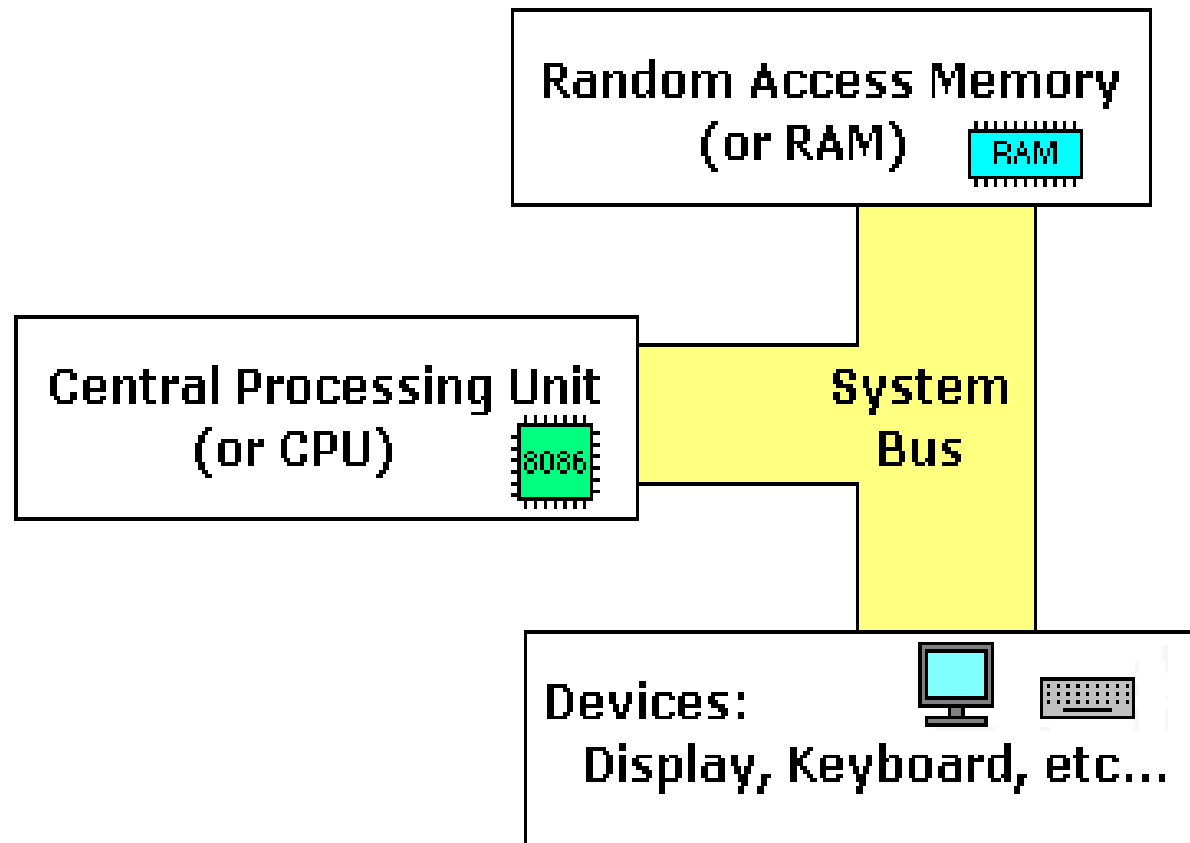 Random Access Memory
(or RAM)
RAM
Central Processing Unit
(or CPU)
8086
System
Bus
Devices:
Display, Keyboard, etc...